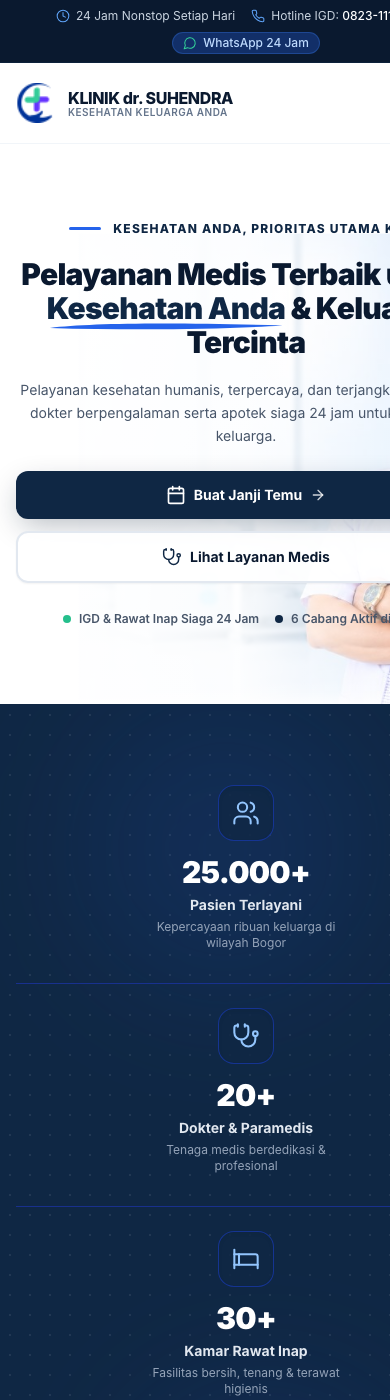 24 Jam Nonstop Setiap Hari Hotline IGD: 0823-11
WhatsApp 24 Jam
KLINIK dr. SUHENDRA
KESEHATAN KELUARGA ANDA
KESEHATAN ANDA, PRIORITAS UTAMA K
Pelayanan Medis Terbaik
Kesehatan Anda & Kelua
Tercinta
Pelayanan kesehatan humanis, terpercaya, dan terjangk
dokter berpengalaman serta apotek siaga 24 jam untuk
keluarga.
Buat Janji Temu
Lihat Layanan Medis
IGD & Rawat Inap Siaga 24 Jam 6 Cabang Aktif di
25.000+
Pasien Terlayani
Kepercayaan ribuan keluarga di
wilayah Bogor
20+
Dokter & Paramedis
Tenaga medis berdedikasi &
profesional
30+
Kamar Rawat Inap
Fasilitas bersih, tenang & terawat
higienis